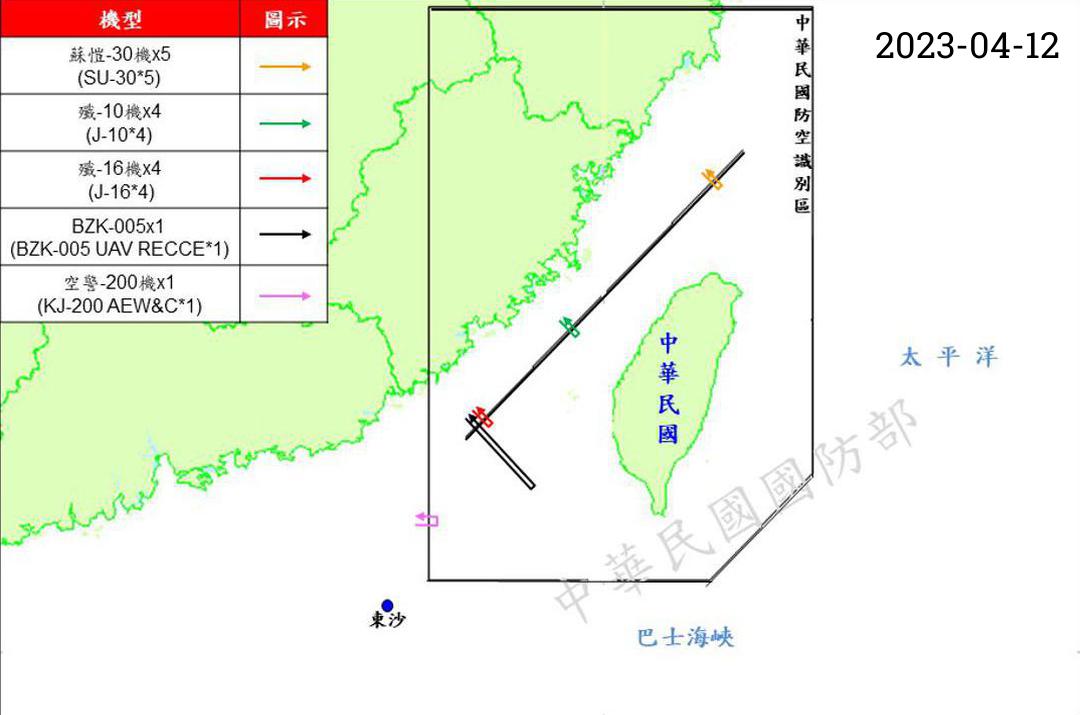 機型 圖示
蘇愷-30機x5
(SU-30*5)
殲-10機x4
(J-10*4)
殲-16機x4
(J-16*4)
BZK-005x1
(BZK-005 UAV RECCE*1)
空警-200機x1
(KJ-200 AEW&C*1)
2023-04-12
中華民國防空識別區
中華民國
太平洋
東沙
巴士海峽
中華民國國防部